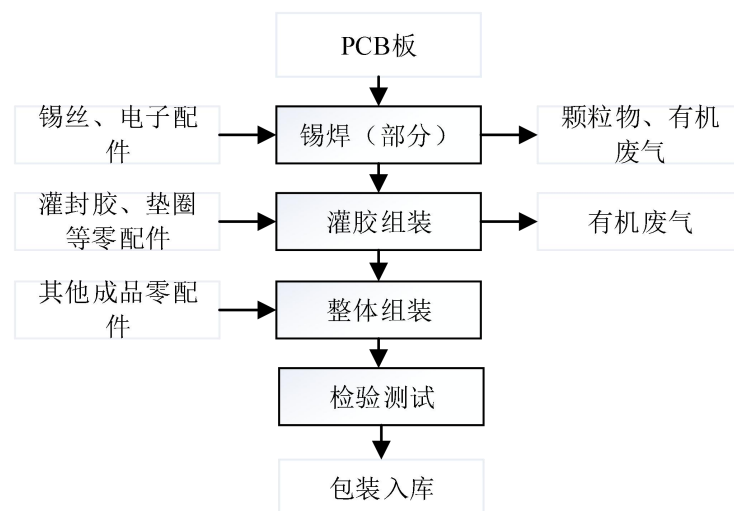 PCB板
锡丝、电子配
件
锡焊（部分）
颗粒物、有机
废气
灌封胶、垫圈
等零配件
灌胶组装
有机废气
其他成品零配
件
整体组装
检验测试
包装入库